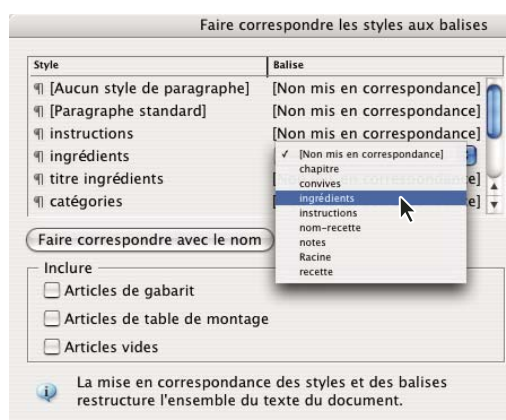 Faire correspondre les styles aux balises
Style Balise
¶ [Aucun style de paragraphe] [Non mis en correspondance]
¶ [Paragraphe standard] [Non mis en correspondance]
¶ instructions [Non mis en correspondance]
¶ ingrédients
¶ titre ingrédients
¶ catégories
✓ [Non mis en correspondance]
chapitre
convives
ingrédients
instructions
nom-recette
notes
Racine
recette
Faire correspondre avec le nom
Inclure
Articles de gabarit
Articles de table de montage
Articles vides
La mise en correspondance des styles et des balises
restructure l'ensemble du texte du document.